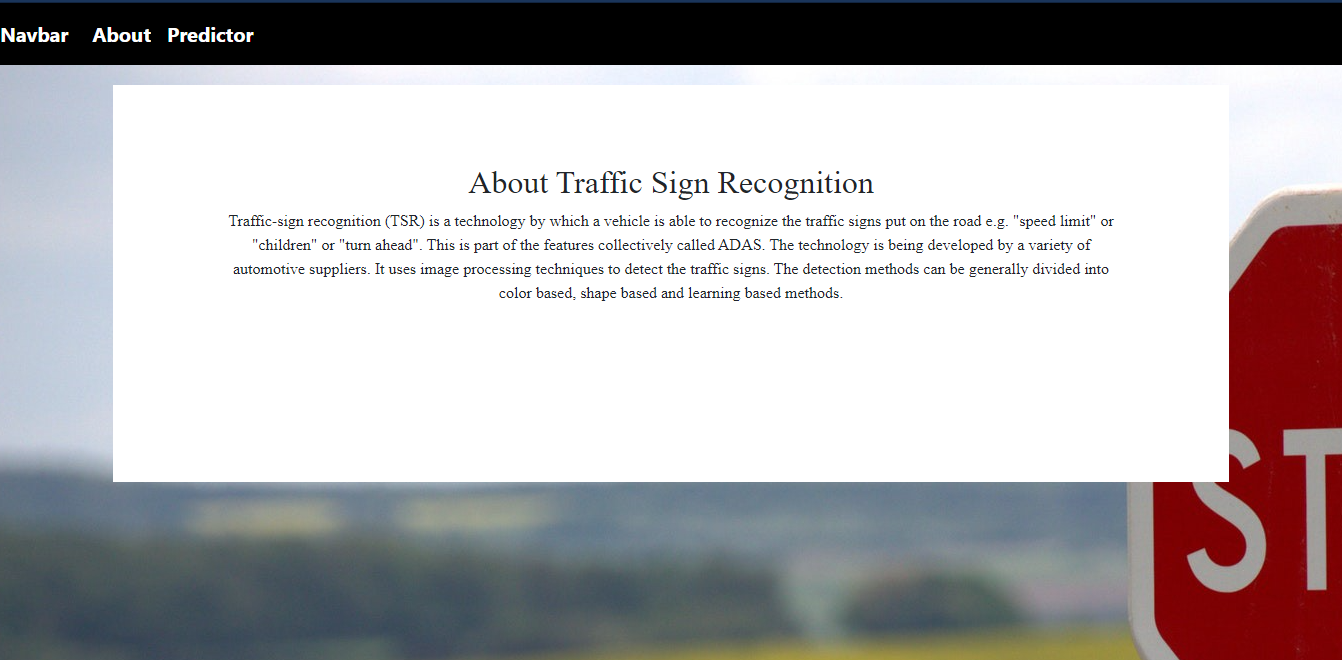 Navbar About Predictor
About Traffic Sign Recognition
Traffic-sign recognition (TSR) is a technology by which a vehicle is able to recognize the traffic signs put on the road e.g. "speed limit" or
"children" or "turn ahead". This is part of the features collectively called ADAS. The technology is being developed by a variety of
automotive suppliers. It uses image processing techniques to detect the traffic signs. The detection methods can be generally divided into
color based, shape based and learning based methods.
ST